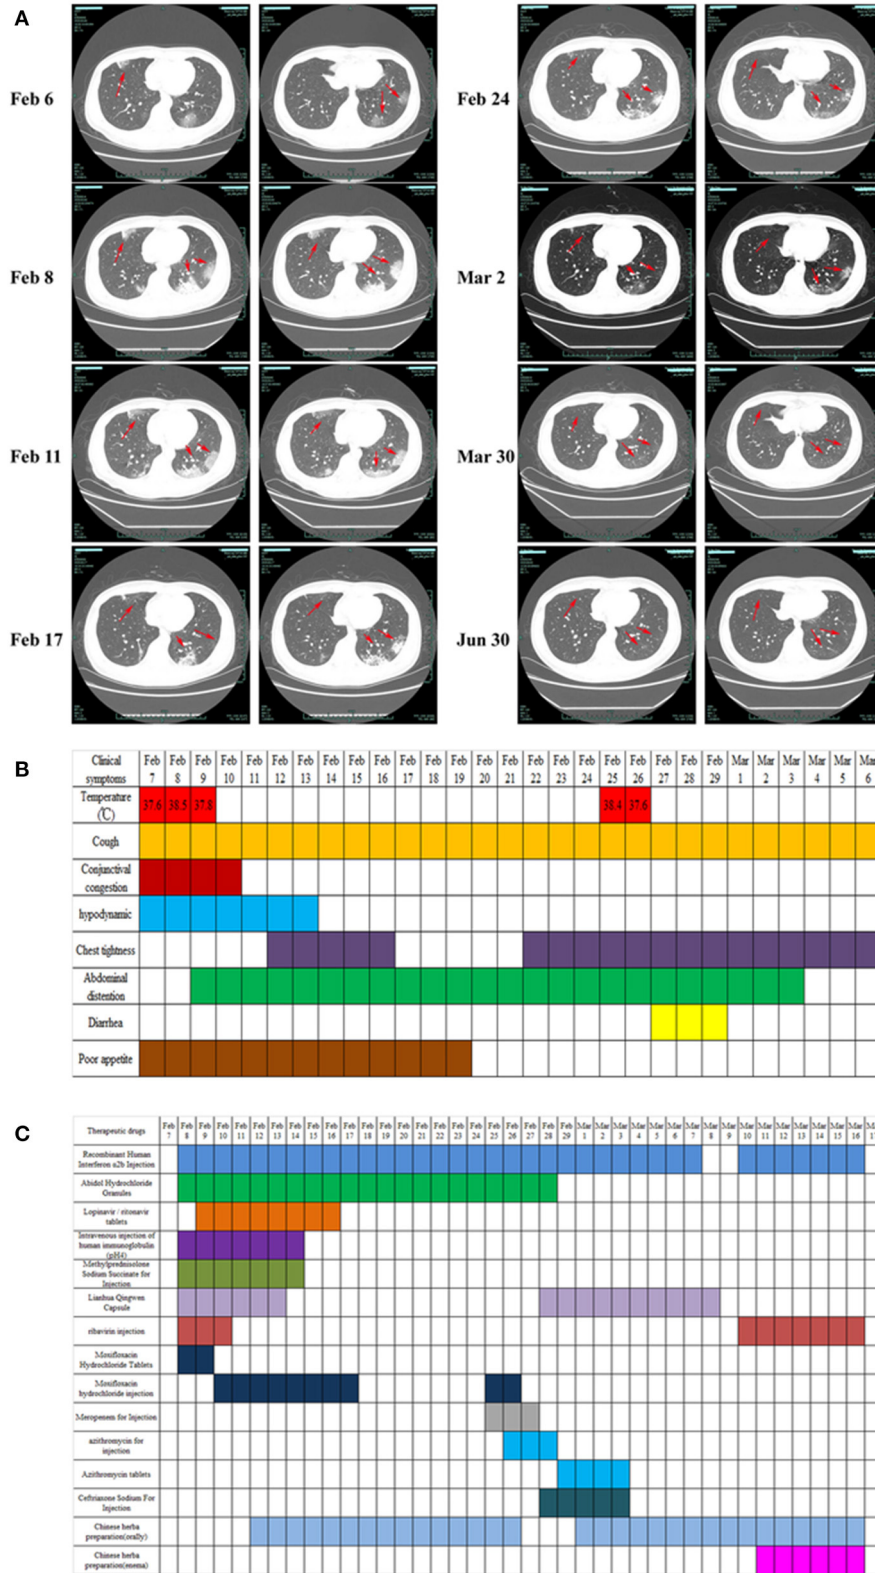 A
Feb 6
Feb 24
Feb 8
Mar 2
Feb 11
Mar 30
Feb 17
Jun 30
B
Clinical symptoms Feb 7 Feb 8 Feb 9 Feb 10 Feb 11 Feb 12 Feb 13 Feb 14 Feb 15 Feb 16 Feb 17 Feb 18 Feb 19 Feb 20 Feb 21 Feb 22 Feb 23 Feb 24 Feb 25 Feb 26 Feb 27 Feb 28 Feb 29 Mar 1 Mar 2 Mar 3 Mar 4 Mar 5 Mar 6
Temperature (℃) 37.6 38.5 37.8 38.4 37.6
Cough
Conjunctival congestion
hypodynamic
Chest tightness
Abdominal distention
Diarrhea
Poor appetite
C
Therapeutic drugs Feb 7 Feb 8 Feb 9 Feb 10 Feb 11 Feb 12 Feb 13 Feb 14 Feb 15 Feb 16 Feb 17 Feb 18 Feb 19 Feb 20 Feb 21 Feb 22 Feb 23 Feb 24 Feb 25 Feb 26 Feb 27 Feb 28 Feb 29 Mar 1 Mar 2 Mar 3 Mar 4 Mar 5 Mar 6 Mar 7 Mar 8 Mar 9 Mar 10 Mar 11 Mar 12 Mar 13 Mar 14 Mar 15 Mar 16 Mar 17
Recombinant Human Interferon α2b Injection
Abidol Hydrochloride Granules
Lopinavir / ritonavir tablets
Intravenous injection of human immunoglobulin (pH4)
Methylprednisolone Sodium Succinate for Injection
Lianhua Qingwen Capsule
ribavirin injection
Moxifloxacin Hydrochloride Tablets
Moxifloxacin hydrochloride injection
Meropenem for Injection
azithromycin for injection
Azithromycin tablets
Ceftriaxone Sodium For Injection
Chinese herba preparation(orally)
Chinese herba preparation(enema)